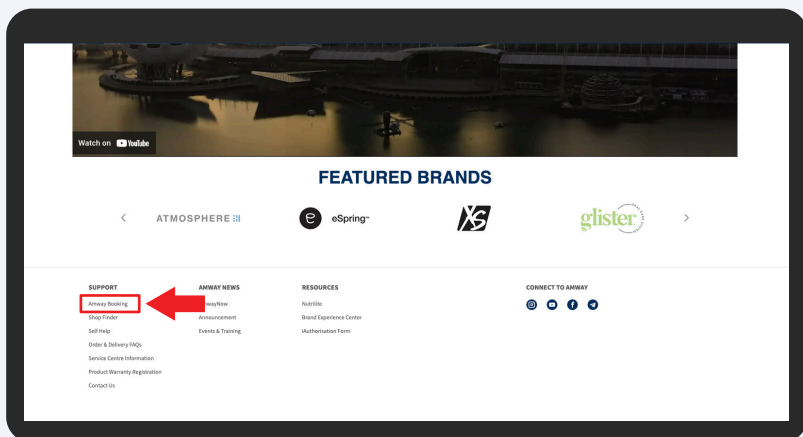 Watch on YouTube
FEATURED BRANDS
ATMOSPHERE
e eSpring™
XS
glister
SUPPORT
Amway Booking
Shop Finder
Self Help
Order & Delivery FAQs
Service Centre Information
Product Warranty Registration
Contact Us
AMWAY NEWS
Announcement
Events & Training
RESOURCES
Nutrilite
Brand Experience Center
iAuthorisation Form
CONNECT TO AMWAY